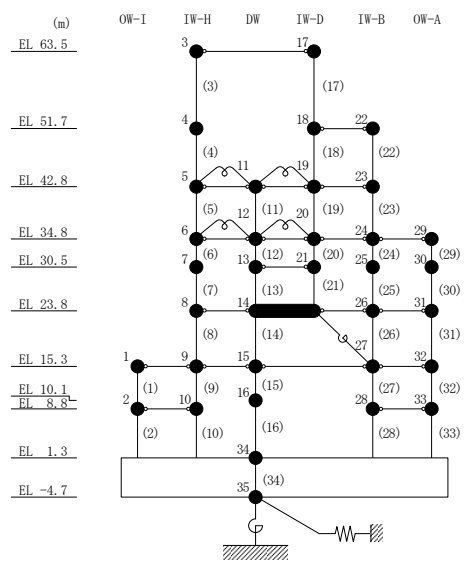 (m) OW-I IW-H DW IW-D IW-B OW-A
EL 63.5 3 17
(3) (17)
EL 51.7 4 18 22
(4) (18) (22)
EL 42.8 5 11 19 23
(5) (11) (19) (23)
EL 34.8 6 12 20 24 29
(6) (12) (20) (24) (29)
EL 30.5 7 13 21 25 30
(7) (13) (21) (25) (30)
EL 23.8 8 14 26 31
(8) (14) (26) (31)
27
EL 15.3 1 9 15 32
(1) (9) (15) (27) (32)
EL 10.1 16
EL 8.8 2 10 28 33
(2) (10) (16) (28) (33)
EL 1.3 34
(34)
EL -4.7 35